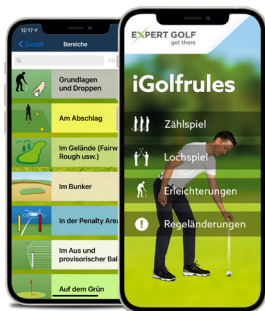 12:17
Zurück
Bereiche
Grundlagen
und Droppen
Am Abschlag
Im Gelände (Fairw
Rough usw.)
Im Bunker
In der Penalty Area
Im Aus und
provisorischer Bal
Auf dem Grün
EXPERT GOLF
get there
iGolfrules
Zählspiel
Lochspiel
Erleichterungen
Regeländerungen